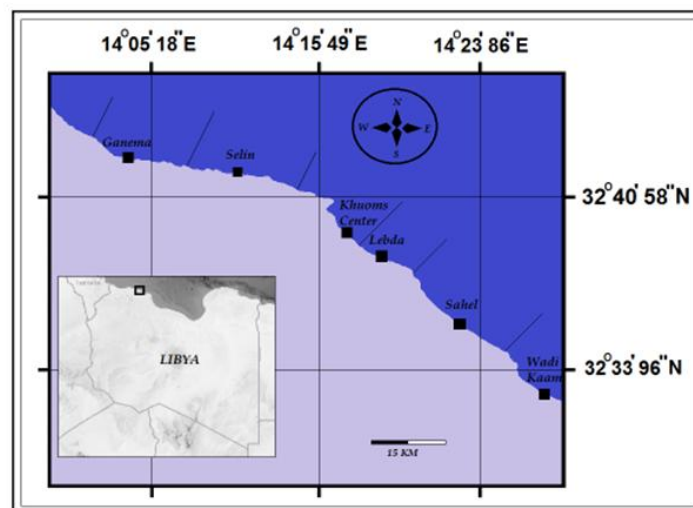 14°05' 18"E 14°15' 49"E 14°23' 86"E
N
W E
S
Ganema
Selin
32°40' 58"N
Khuoms
Center
Lebda
Sahel
LIBYA
Wadi
Kaam
32°33' 96"N
15 KM